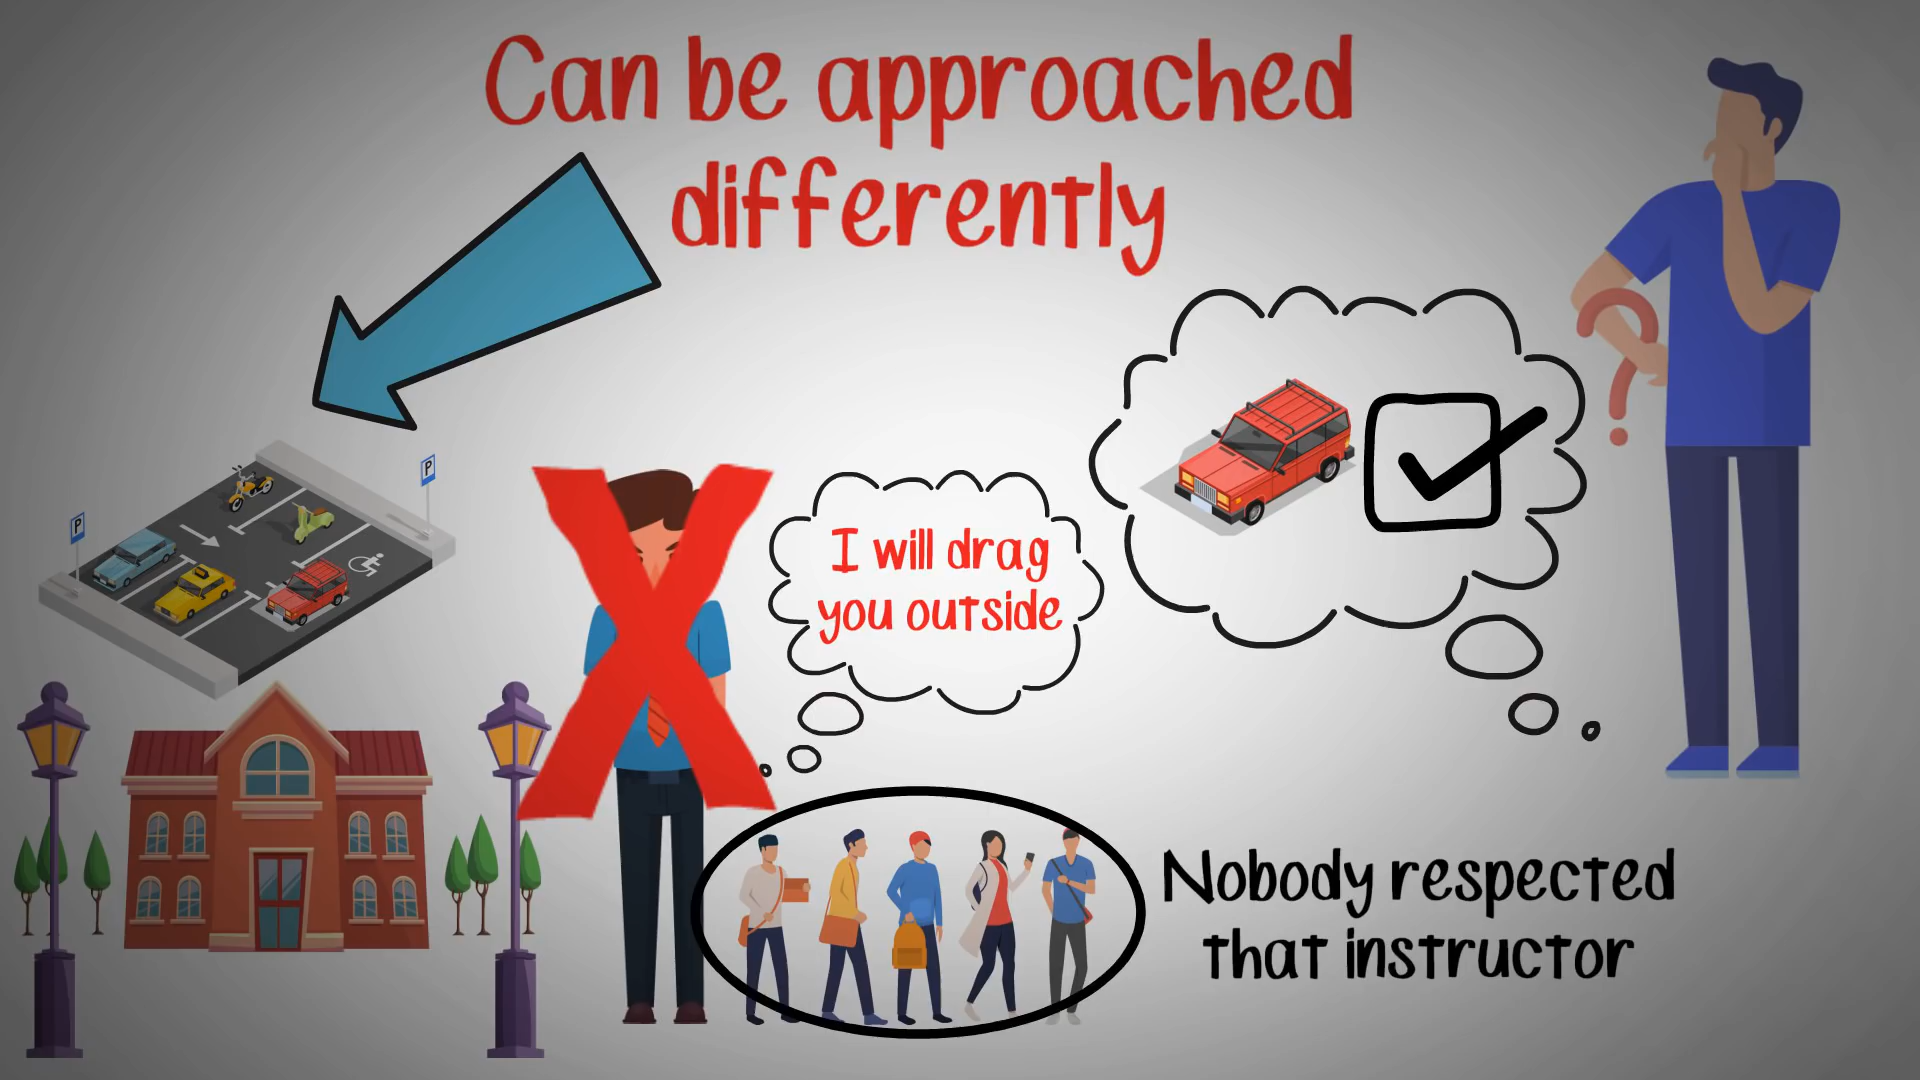 Can be approached
differently
P
P
I will drag
you outside
Nobody respected
that instructor